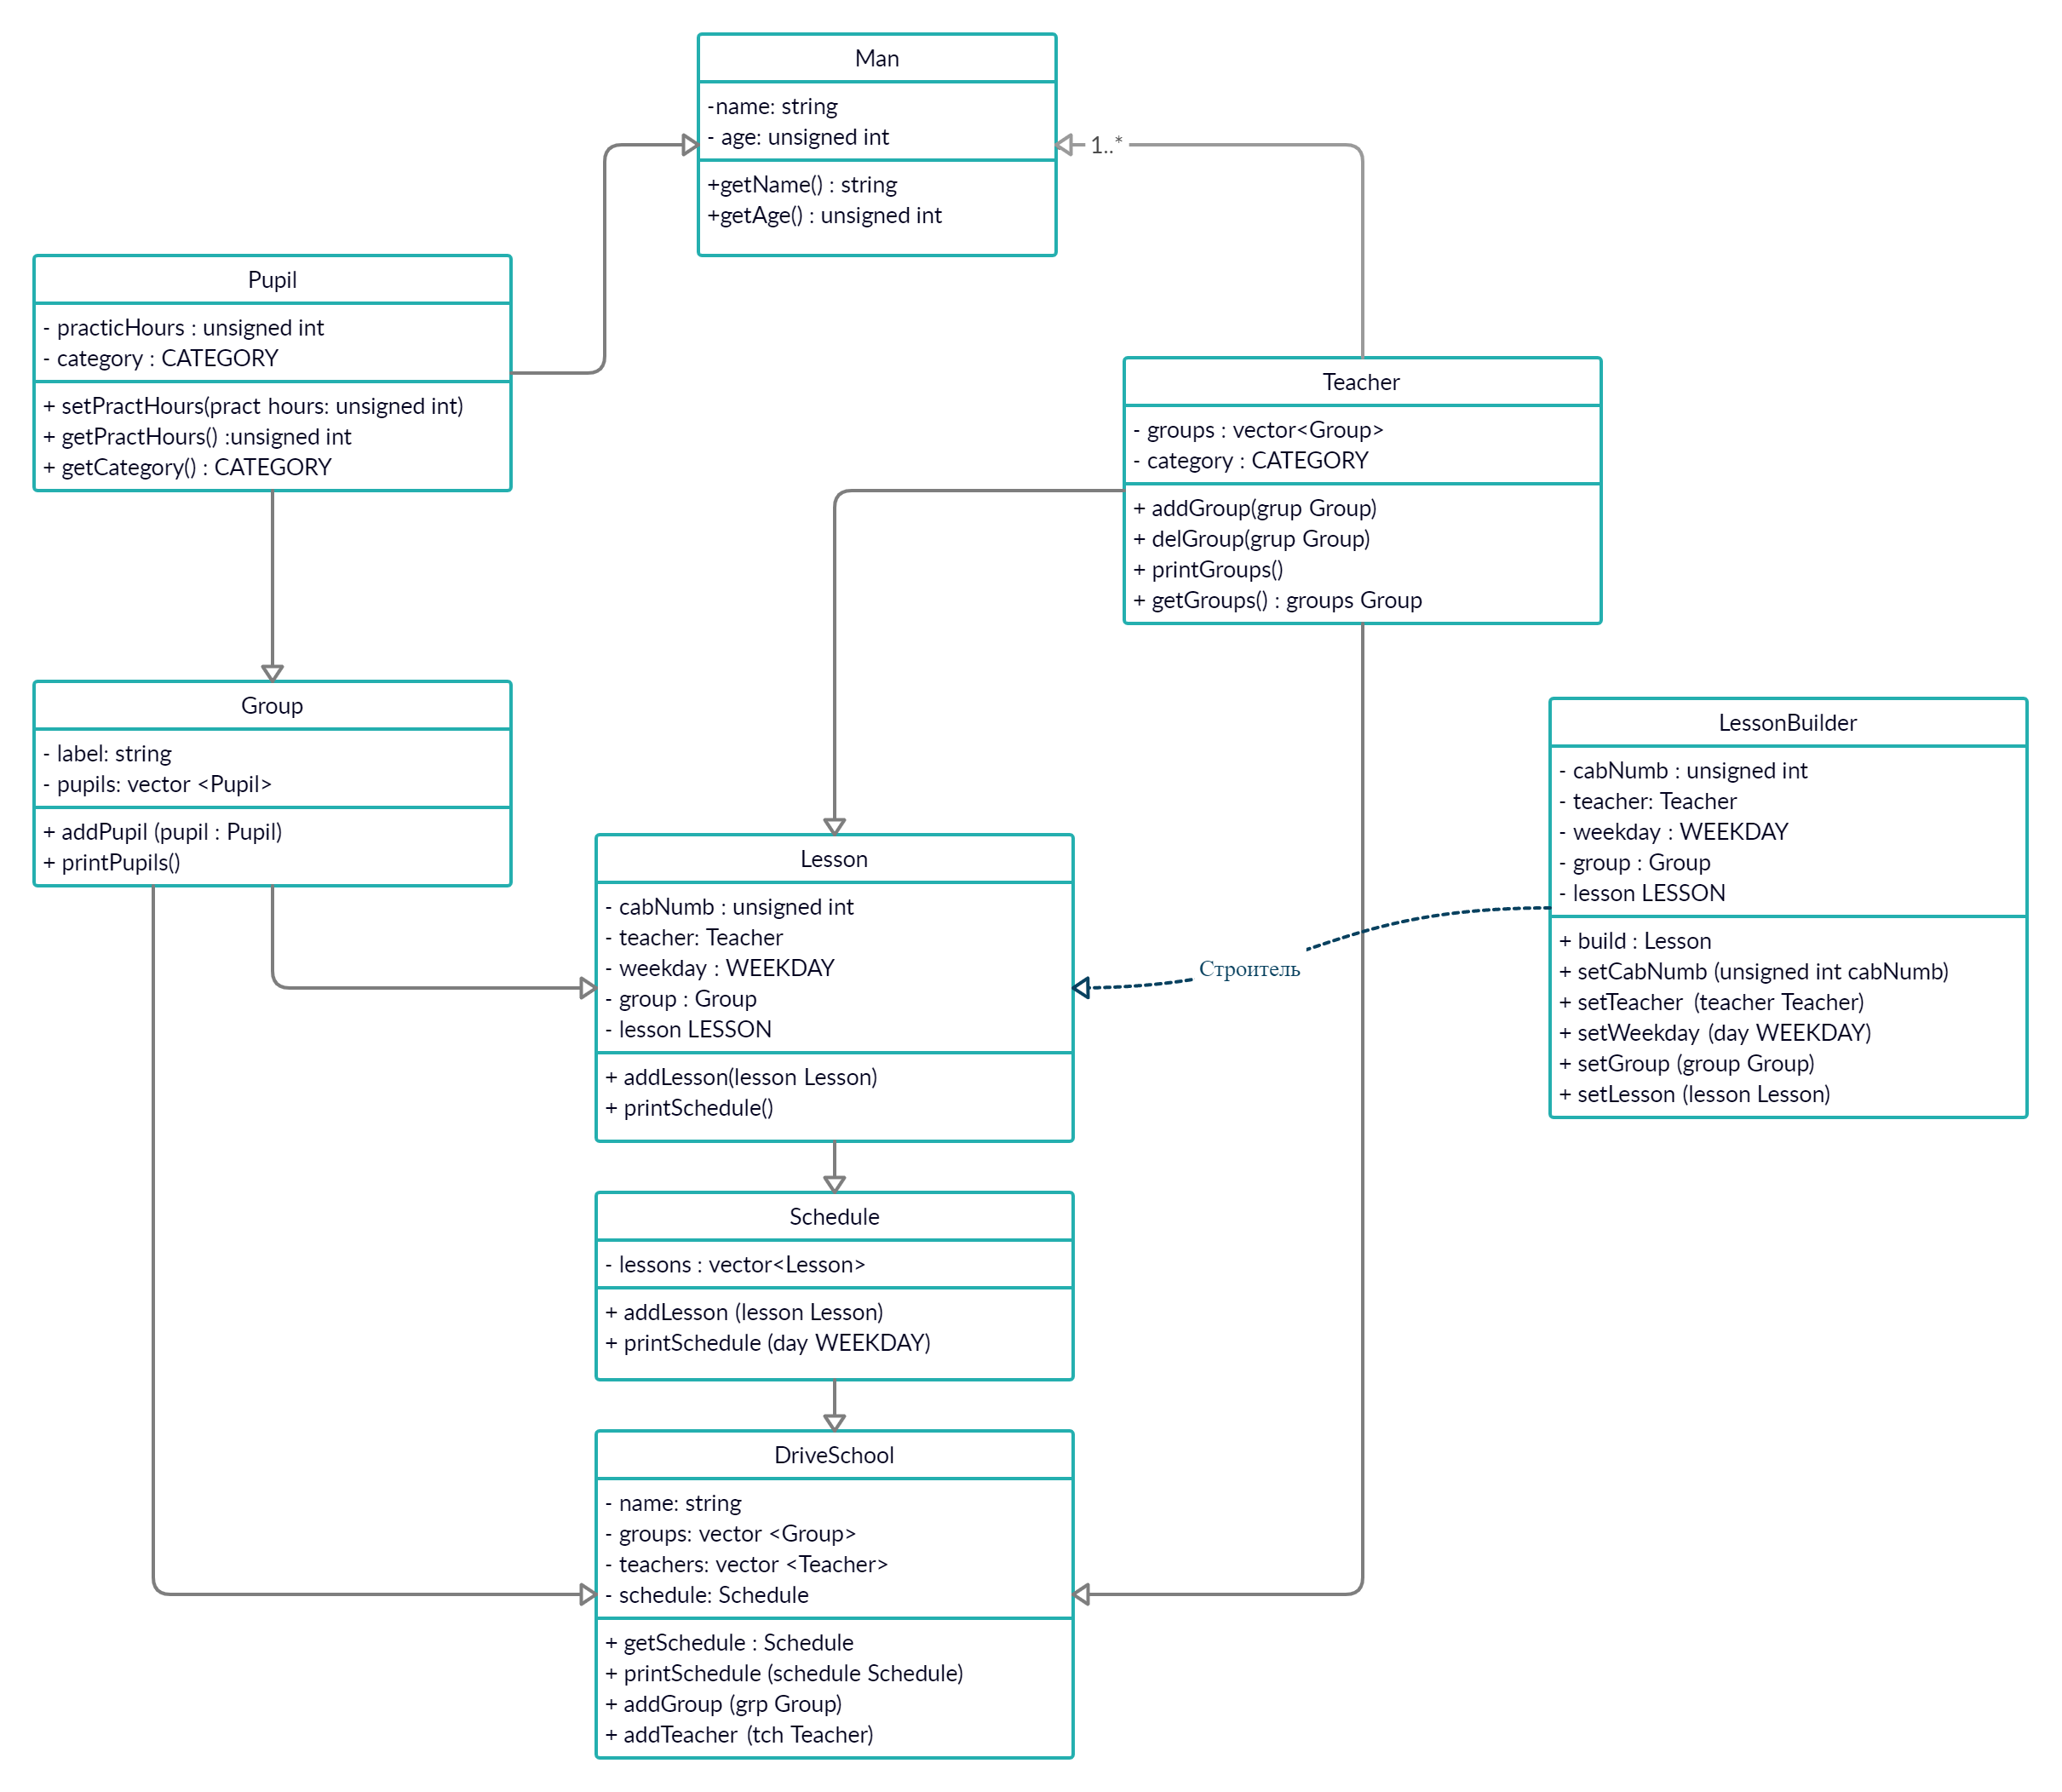 Man
-name: string
- age: unsigned int
+getName() : string
+getAge() : unsigned int
1..*
Pupil
- practicHours : unsigned int
- category : CATEGORY
+ setPractHours(pract hours: unsigned int)
+ getPractHours() :unsigned int
+ getCategory() : CATEGORY
Teacher
- groups : vector<Group>
- category : CATEGORY
+ addGroup(grup Group)
+ delGroup(grup Group)
+ printGroups()
+ getGroups() : groups Group
Group
- label: string
- pupils: vector <Pupil>
+ addPupil (pupil : Pupil)
+ printPupils()
LessonBuilder
- cabNumb : unsigned int
- teacher: Teacher
- weekday : WEEKDAY
- group : Group
- lesson LESSON
+ build : Lesson
+ setCabNumb (unsigned int cabNumb)
+ setTeacher (teacher Teacher)
+ setWeekday (day WEEKDAY)
+ setGroup (group Group)
+ setLesson (lesson Lesson)
Строитель
Lesson
- cabNumb : unsigned int
- teacher: Teacher
- weekday : WEEKDAY
- group : Group
- lesson LESSON
+ addLesson(lesson Lesson)
+ printSchedule()
Schedule
- lessons : vector<Lesson>
+ addLesson (lesson Lesson)
+ printSchedule (day WEEKDAY)
DriveSchool
- name: string
- groups: vector <Group>
- teachers: vector <Teacher>
- schedule: Schedule
+ getSchedule : Schedule
+ printSchedule (schedule Schedule)
+ addGroup (grp Group)
+ addTeacher (tch Teacher)